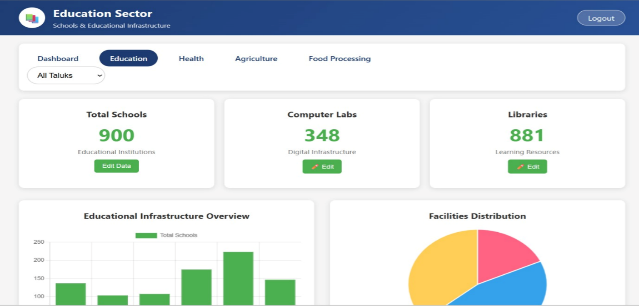 Education Sector
Schools & Educational Infrastructure
Logout
Dashboard Education Health Agriculture Food Processing
All Taluks
Total Schools
900
Educational Institutions
Edit Data
Computer Labs
348
Digital Infrastructure
Edit
Libraries
881
Learning Resources
Edit
Educational Infrastructure Overview
Total Schools
250
200
150
100
Facilities Distribution